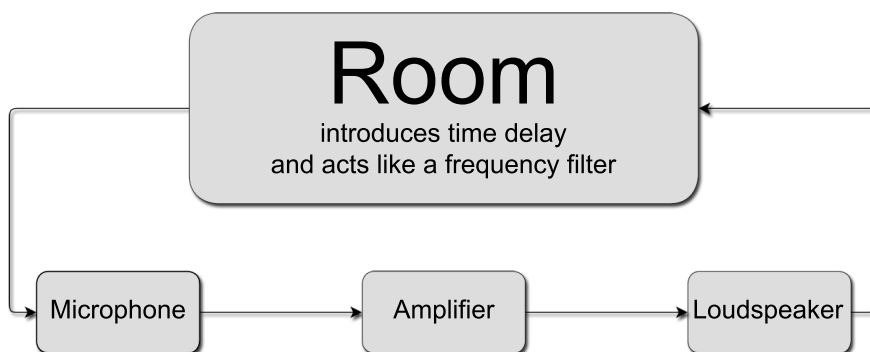 Room
introduces time delay
and acts like a frequency filter
Microphone
Amplifier
Loudspeaker